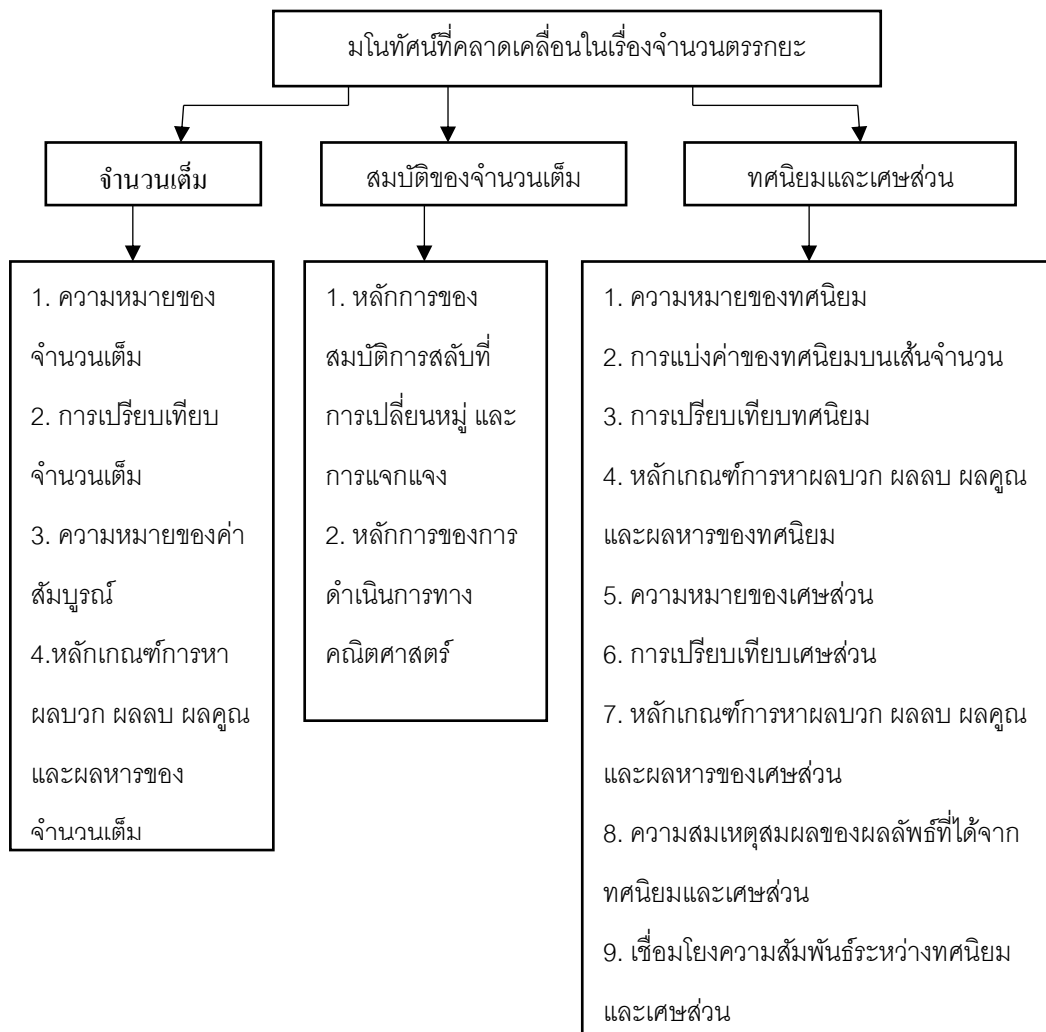 มโนทัศน์ที่คลาดเคลื่อนในเรื่องจำนวนตรรกยะ
จำนวนเต็ม
สมบัติของจำนวนเต็ม
ทศนิยมและเศษส่วน
1. ความหมายของ
จำนวนเต็ม
2. การเปรียบเทียบ
จำนวนเต็ม
3. ความหมายของค่า
สัมบูรณ์
4.หลักเกณฑ์การหา
ผลบวก ผลลบ ผลคูณ
และผลหารของ
จำนวนเต็ม
1. หลักการของ
สมบัติการสลับที่
การเปลี่ยนหมู่ และ
การแจกแจง
2. หลักการของการ
ดำเนินการทาง
คณิตศาสตร์
1. ความหมายของทศนิยม
2. การแบ่งค่าของทศนิยมบนเส้นจำนวน
3. การเปรียบเทียบทศนิยม
4. หลักเกณฑ์การหาผลบวก ผลลบ ผลคูณ
และผลหารของทศนิยม
5. ความหมายของเศษส่วน
6. การเปรียบเทียบเศษส่วน
7. หลักเกณฑ์การหาผลบวก ผลลบ ผลคูณ
และผลหารของเศษส่วน
8. ความสมเหตุสมผลของผลลัพธ์ที่ได้จาก
ทศนิยมและเศษส่วน
9. เชื่อมโยงความสัมพันธ์ระหว่างทศนิยม
และเศษส่วน